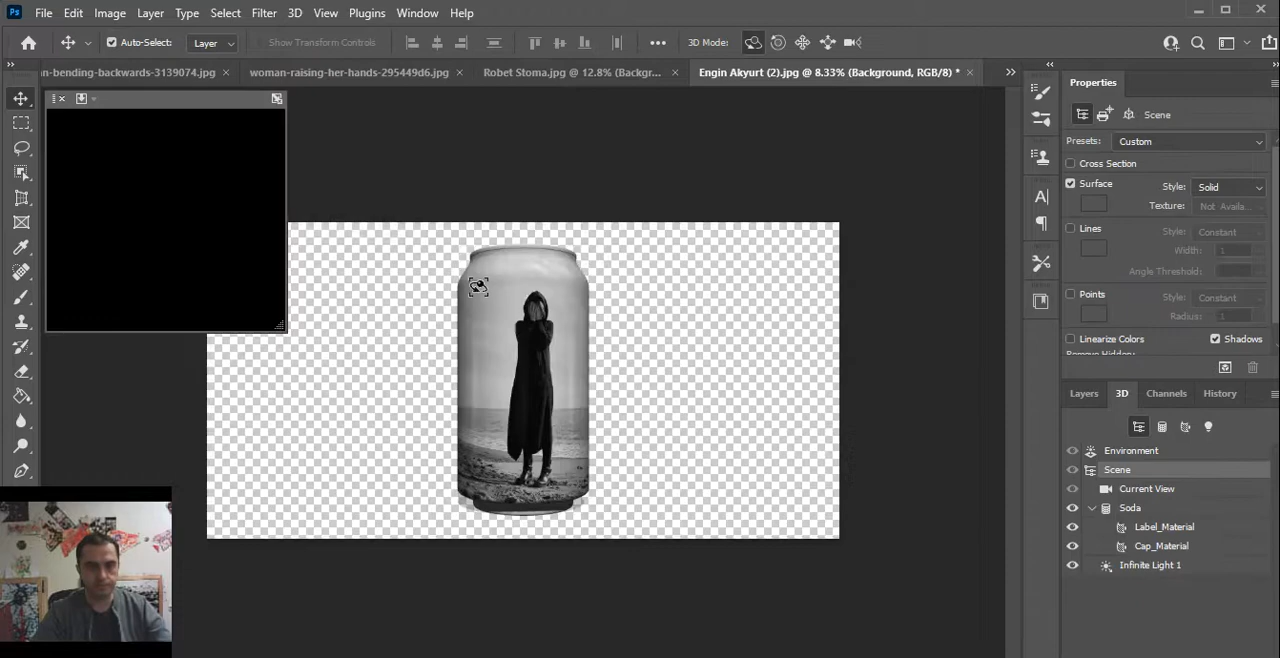 Ps File Edit Image Layer Type Select Filter 3D View Plugins Window Help
Auto-Select: Layer Show Transform Controls 3D Mode:
n-bending-backwards-3139074.jpg × woman-raising-her-hands-295449d6.jpg × Robet Stoma.jpg @ 12.8% (Backgr... × Engin Akyurt (2).jpg @ 8.33% (Background, RGB/8) * ×
Properties
Scene
Presets: Custom
Cross Section
Surface Style: Solid
Texture: Not Availa...
Lines Style: Constant
Width: 1
Angle Threshold:
Points Style: Constant
Radius: 1
Linearize Colors Shadows
Layers 3D Channels History
Environment
Scene
Current View
Soda
Label_Material
Cap_Material
Infinite Light 1